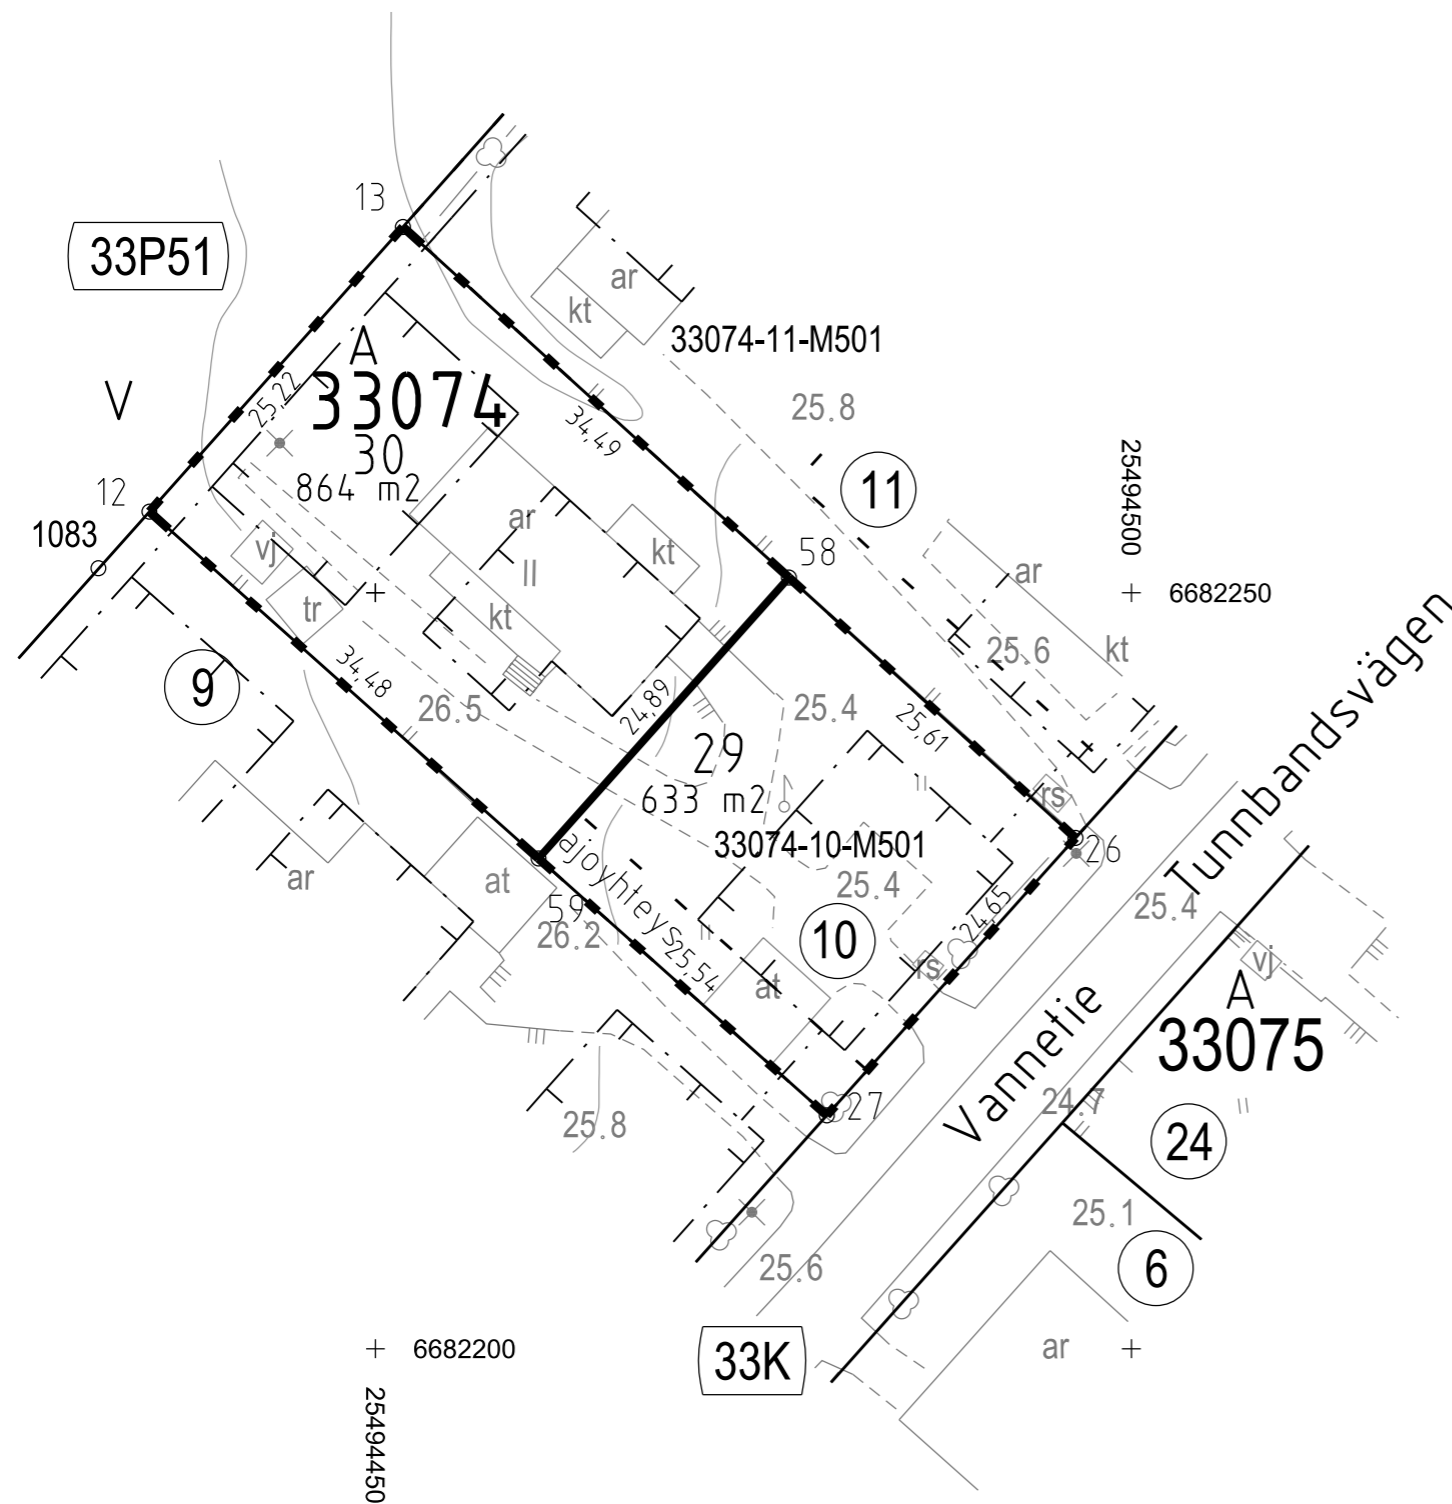 13
33P51
ar
kt
33074-11-M501
A
33074
30
864 m2
25,22
34,49
25.8
V
12
1083
11
25494500
6682250
ar
II
kt
kt
vj
tr
58
ar
25.6
kt
9
34,48
26.5
24,89
25.4
25,61
29
633 m2
33074-10-M501
rs
26
Tunnbandsvägen
ajoyhteys
25.4
24,65
25.4
ar
at
59
26.2
25,54
10
at
rs
vj
A
33075
Vannetie
27
24.7
24
25.8
25.1
6
25.6
33K
ar
6682200
25494450